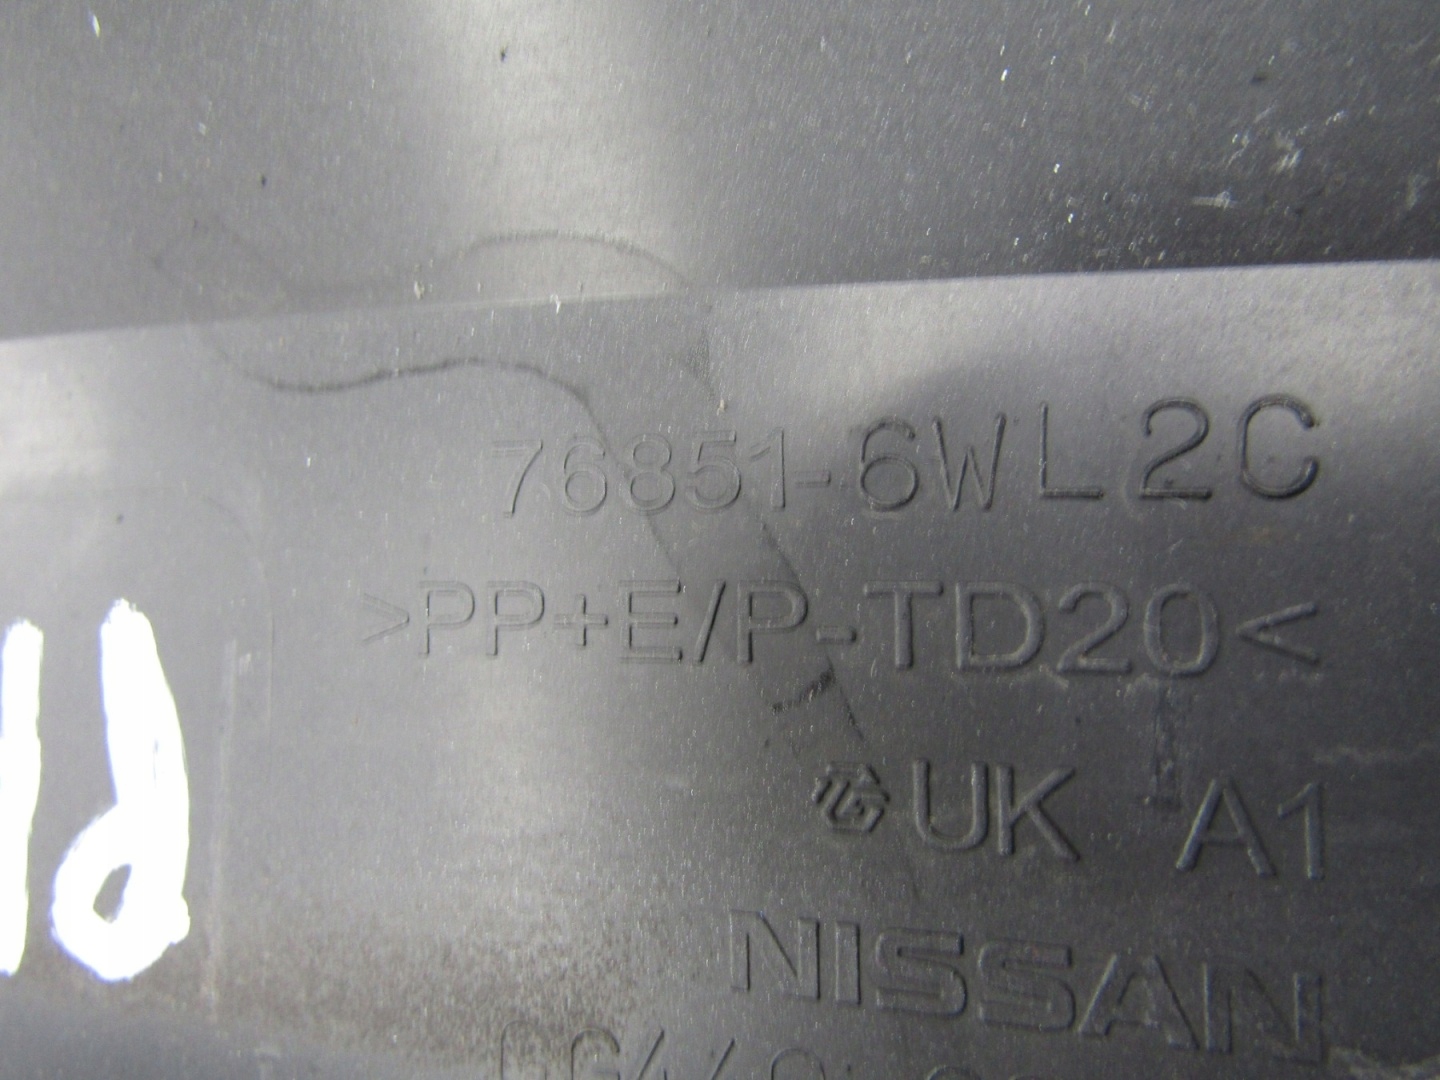 76851-6WL2C
>PP+E/P-TD20<
UK A1
NISSAN